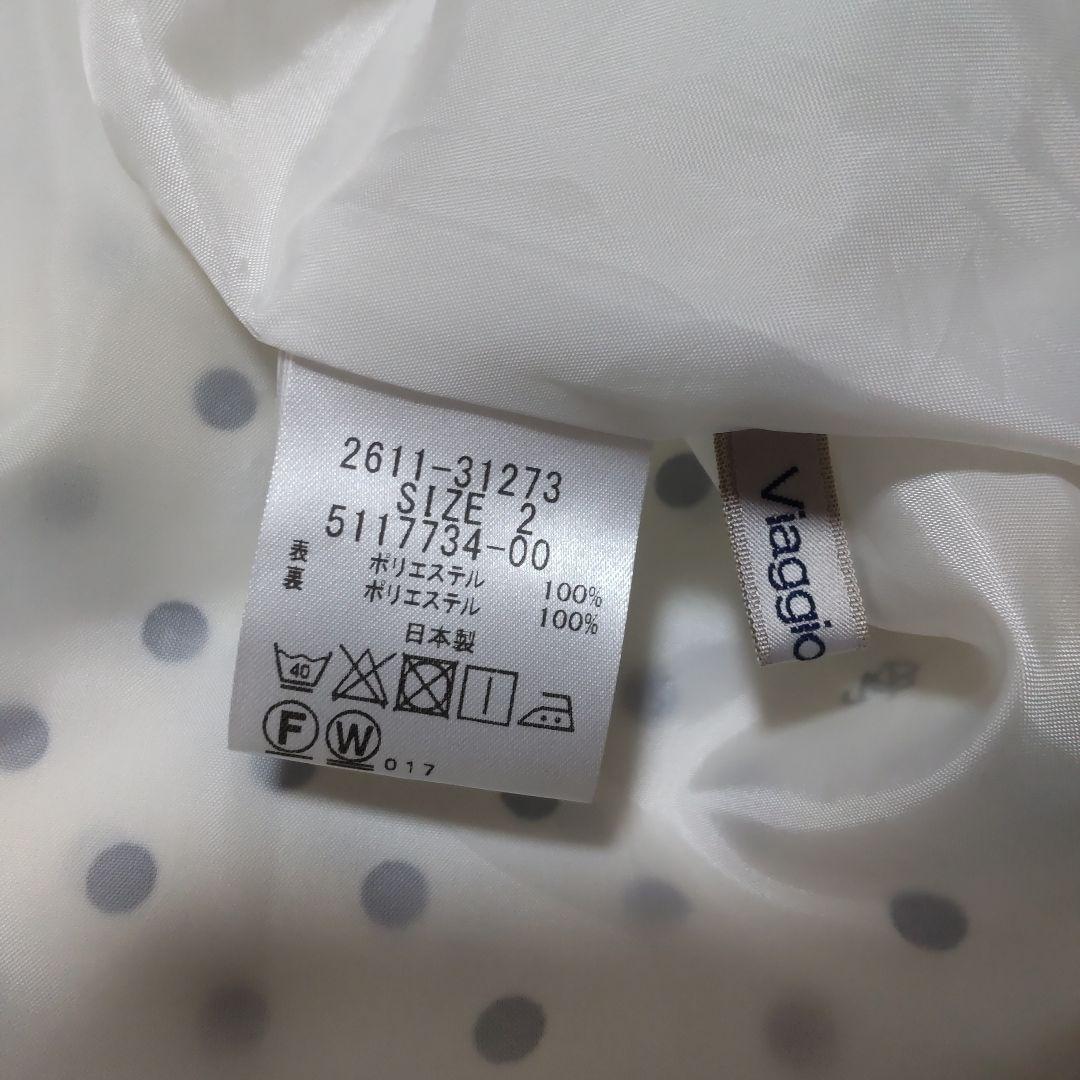 2611-31273
SIZE 2
5117734-00
表 ポリエステル 100%
裏 ポリエステル 100%
日本製
40
F W 017
Viaggio